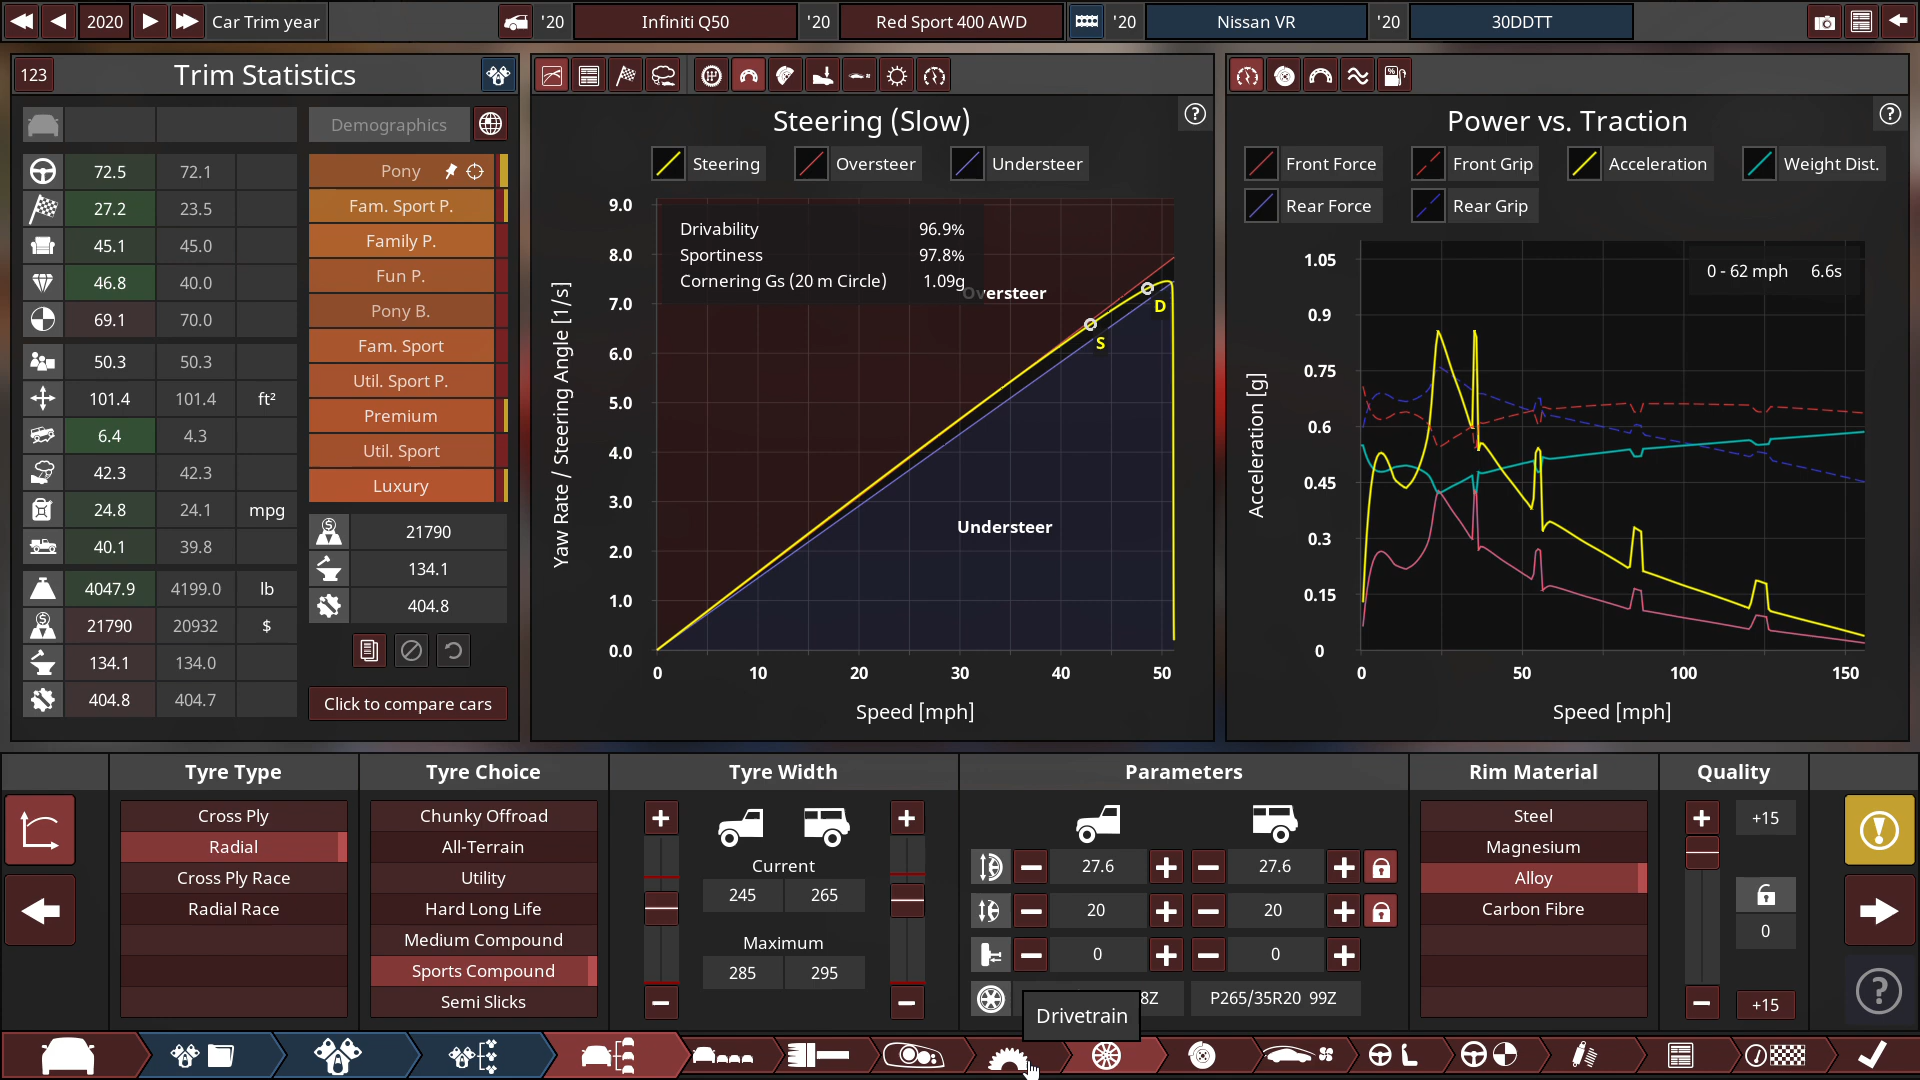 2020
Car Trim year
'20
Infiniti Q50
'20
Red Sport 400 AWD
'20
Nissan VR
'20
30DDTT
123
Trim Statistics
Demographics
72.5 72.1
27.2 23.5
45.1 45.0
46.8 40.0
69.1 70.0
50.3 50.3
101.4 101.4 ft²
6.4 4.3
42.3 42.3
24.8 24.1 mpg
40.1 39.8
4047.9 4199.0 lb
21790 20932 $
134.1 134.0
404.8 404.7
Pony
Fam. Sport P.
Family P.
Fun P.
Pony B.
Fam. Sport
Util. Sport P.
Premium
Util. Sport
Luxury
21790
134.1
404.8
Click to compare cars
Steering (Slow)
?
Steering Oversteer Understeer
Drivability 96.9%
Sportiness 97.8%
Cornering Gs (20 m Circle) 1.09g
Oversteer
D
S
Understeer
Yaw Rate / Steering Angle [1/s]
9.0
8.0
7.0
6.0
5.0
4.0
3.0
2.0
1.0
0.0
0 10 20 30 40 50
Speed [mph]
Power vs. Traction
?
Front Force Front Grip Acceleration Weight Dist.
Rear Force Rear Grip
0 - 62 mph 6.6s
Acceleration [g]
1.05
0.9
0.75
0.6
0.45
0.3
0.15
0
0 50 100 150
Speed [mph]
Tyre Type
Cross Ply
Radial
Cross Ply Race
Radial Race
Tyre Choice
Chunky Offroad
All-Terrain
Utility
Hard Long Life
Medium Compound
Sports Compound
Semi Slicks
Tyre Width
Current
245 265
Maximum
285 295
Parameters
27.6 27.6
20 20
0 0
8Z P265/35R20 99Z
Drivetrain
Rim Material
Steel
Magnesium
Alloy
Carbon Fibre
Quality
+15
0
+15
?